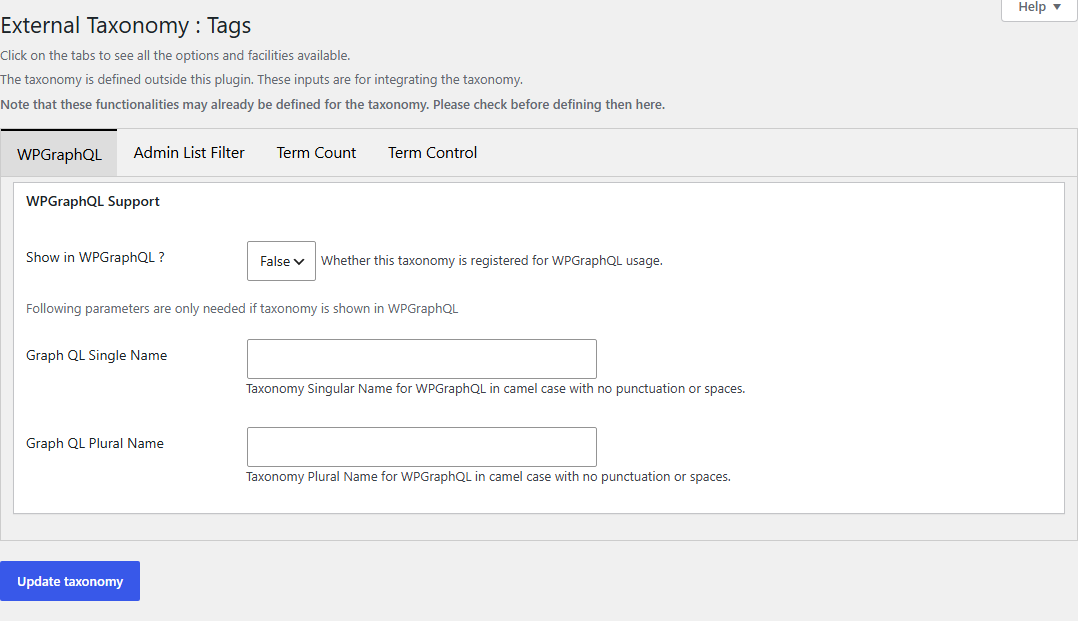 Help
External Taxonomy : Tags
Click on the tabs to see all the options and facilities available.
The taxonomy is defined outside this plugin. These inputs are for integrating the taxonomy.
Note that these functionalities may already be defined for the taxonomy. Please check before defining then here.
WPGraphQL Admin List Filter Term Count Term Control
WPGraphQL Support
Show in WPGraphQL ? False Whether this taxonomy is registered for WPGraphQL usage.
Following parameters are only needed if taxonomy is shown in WPGraphQL
Graph QL Single Name
Taxonomy Singular Name for WPGraphQL in camel case with no punctuation or spaces.
Graph QL Plural Name
Taxonomy Plural Name for WPGraphQL in camel case with no punctuation or spaces.
Update taxonomy